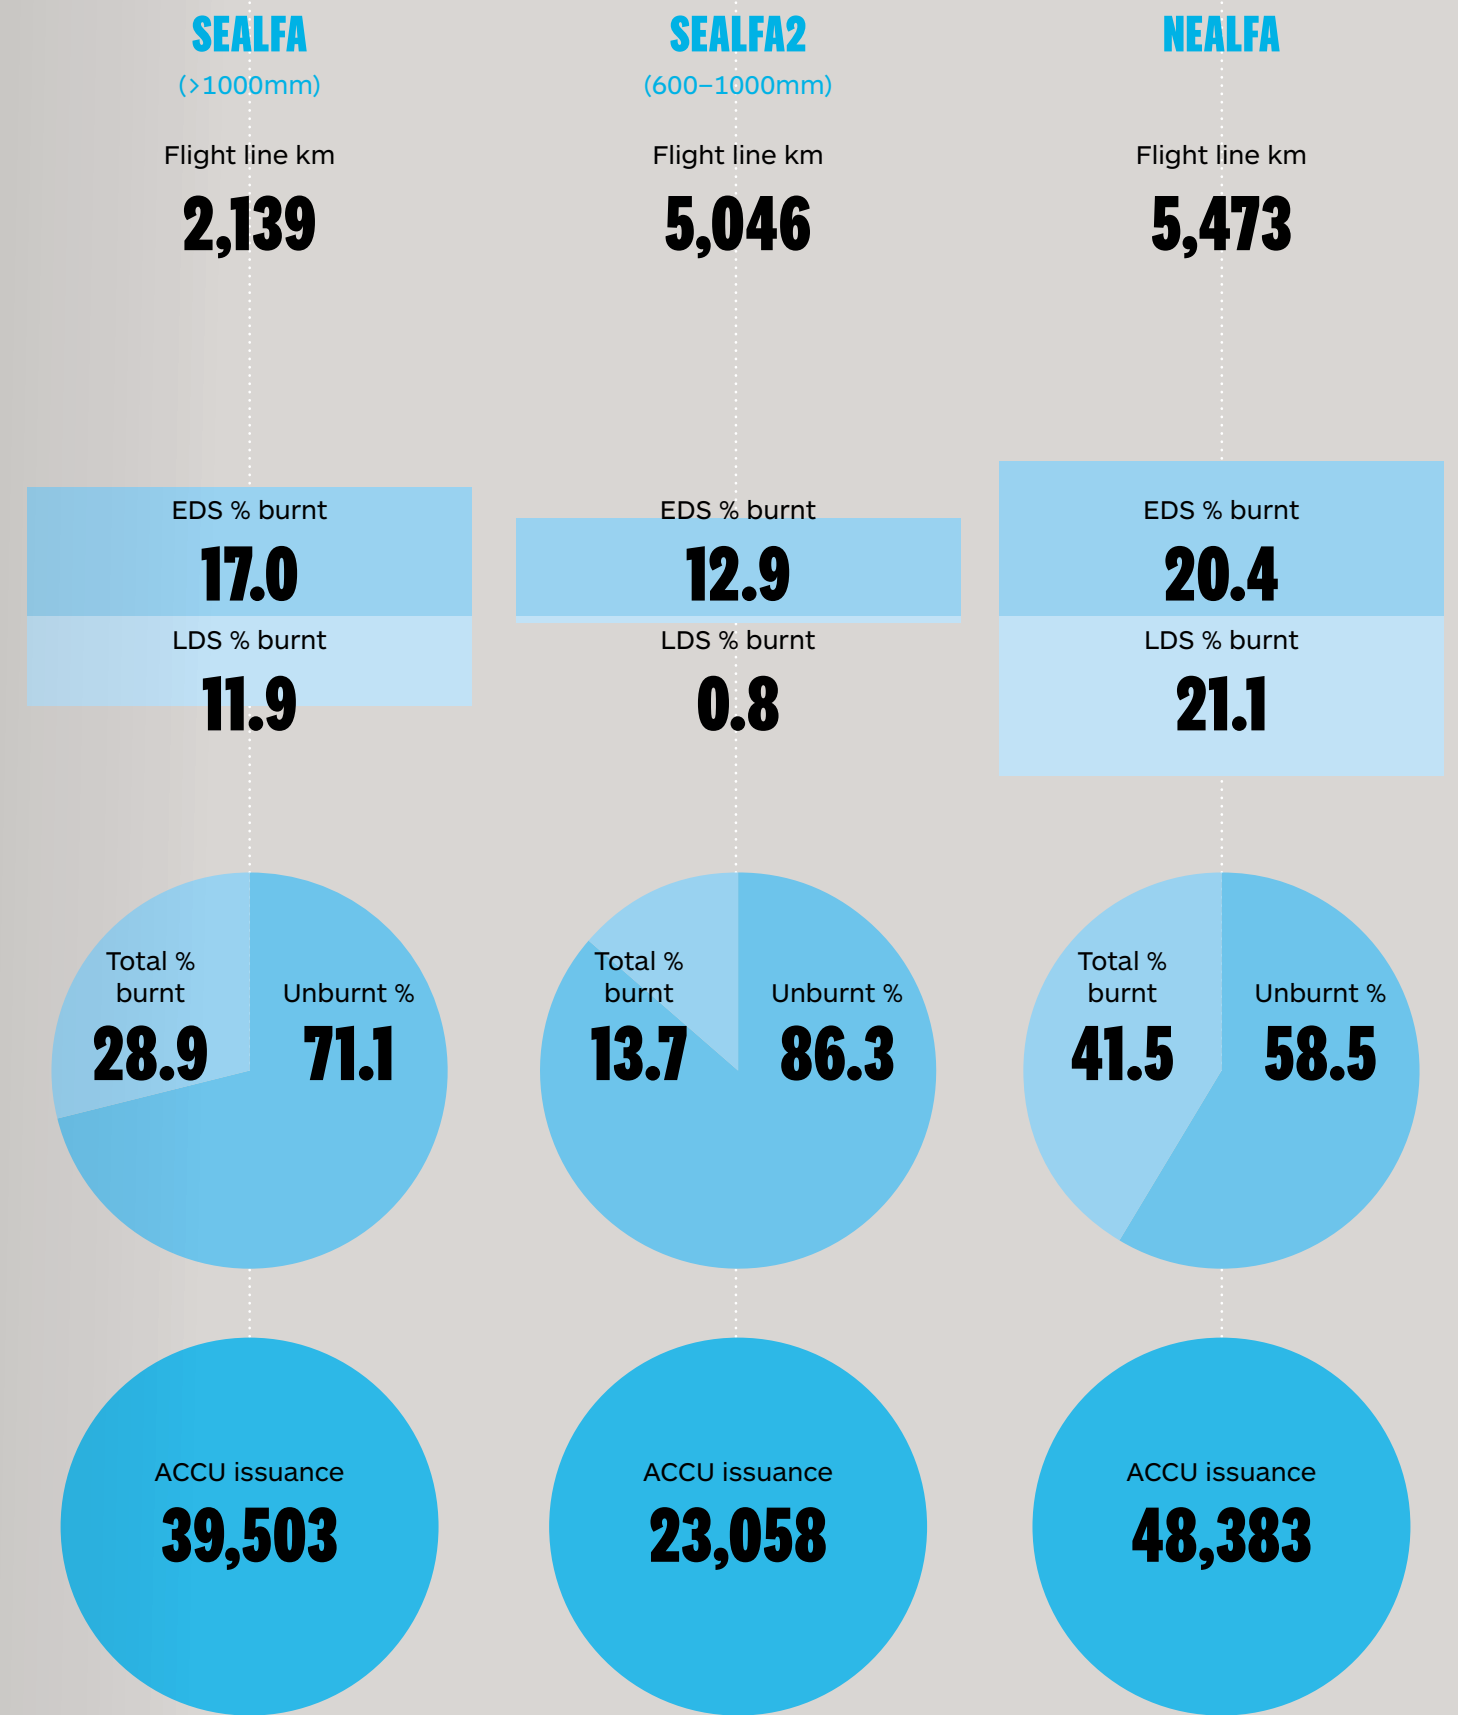 SEALFA
(>1000mm)
Flight line km
2,139
EDS % burnt
17.0
LDS % burnt
11.9
Total %
burnt
28.9
Unburnt %
71.1
ACCU issuance
39,503
SEALFA2
(600–1000mm)
Flight line km
5,046
EDS % burnt
12.9
LDS % burnt
0.8
Total %
burnt
13.7
Unburnt %
86.3
ACCU issuance
23,058
NEALFA
Flight line km
5,473
EDS % burnt
20.4
LDS % burnt
21.1
Total %
burnt
41.5
Unburnt %
58.5
ACCU issuance
48,383